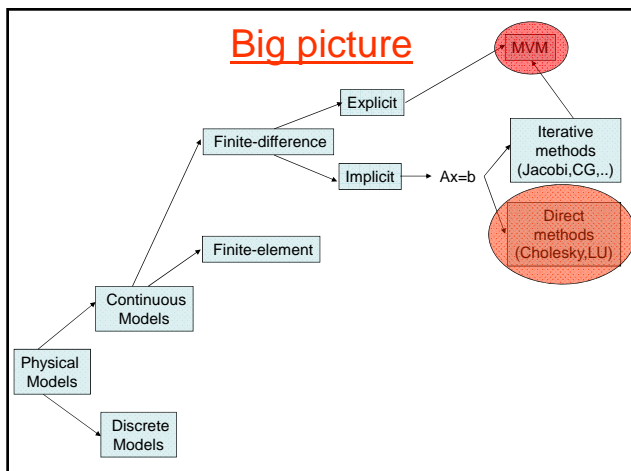 Big picture
MVM
Explicit
Finite-difference
Iterative
methods
(Jacobi,CG,..)
Implicit
Ax=b
Direct
methods
(Cholesky,LU)
Finite-element
Continuous
Models
Physical
Models
Discrete
Models